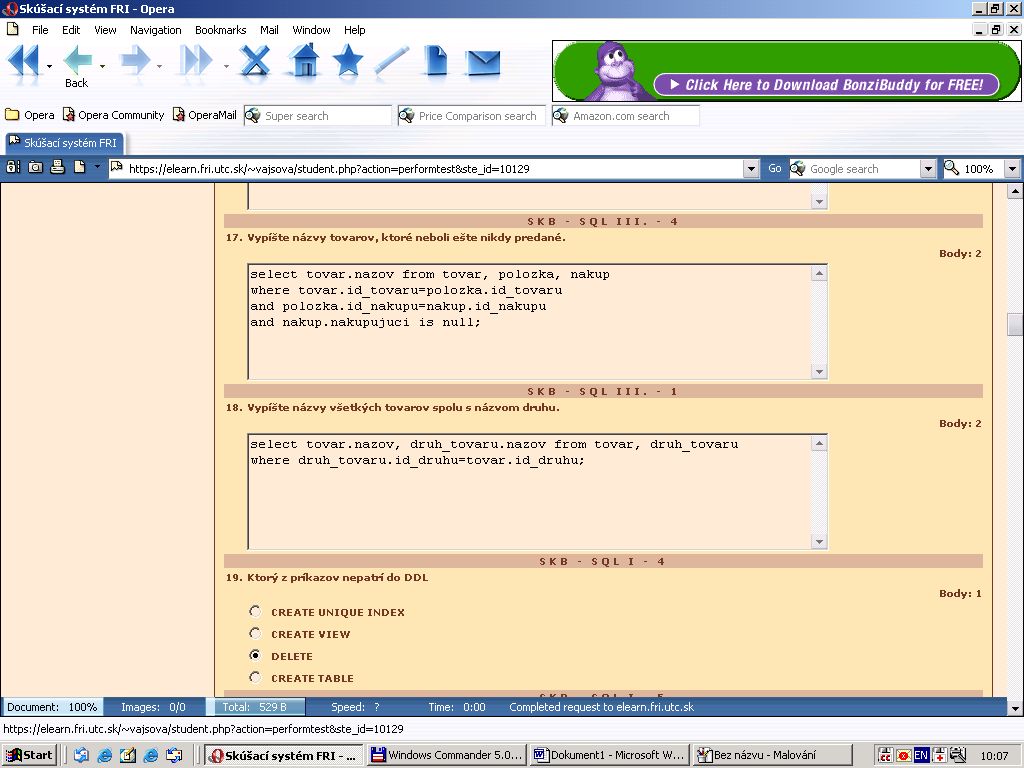 Skúšací systém FRI - Opera
File Edit View Navigation Bookmarks Mail Window Help
Back
Click Here to Download BonziBuddy for FREE!
Opera Opera Community OperaMail Super search Price Comparison search Amazon.com search
Skúšací systém FRI
https://elearn.fri.utc.sk/~vajsova/student.php?action=performtest&ste_id=10129 Go Google search 100%
SKB - SQL III. - 4
17. Vypíšte názvy tovarov, ktoré neboli ešte nikdy predané.
Body: 2
select tovar.nazov from tovar, polozka, nakup
where tovar.id_tovaru=polozka.id_tovaru
and polozka.id_nakupu=nakup.id_nakupu
and nakup.nakupujuci is null;
SKB - SQL III. - 1
18. Vypíšte názvy všetkých tovarov spolu s názvom druhu.
Body: 2
select tovar.nazov, druh_tovaru.nazov from tovar, druh_tovaru
where druh_tovaru.id_druhu=tovar.id_druhu;
SKB - SQL I - 4
19. Ktorý z príkazov nepatrí do DDL
Body: 1
CREATE UNIQUE INDEX
CREATE VIEW
DELETE
CREATE TABLE
SKB - SQL I - 5
Document: 100% Images: 0/0 Total: 529 B Speed: ? Time: 0:00 Completed request to elearn.fri.utc.sk
https://elearn.fri.utc.sk/~vajsova/student.php?action=performtest&ste_id=10129
Start Skúšací systém FRI - ... Windows Commander 5.0... Dokument1 - Microsoft W... Bez názvu - Malování EN 10:07